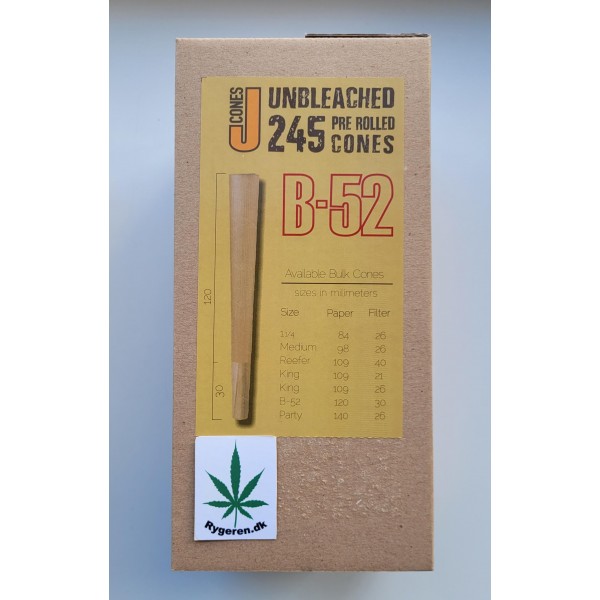 J CONES
UNBLEACHED
245 PRE ROLLED CONES
B-52
Available Bulk Cones
sizes in milimeters
Size Paper Filter
1 1/4 84 26
Medium 98 26
Reefer 109 40
King 109 21
King 109 26
B-52 120 30
Party 140 26
120
30
Rygeren.dk